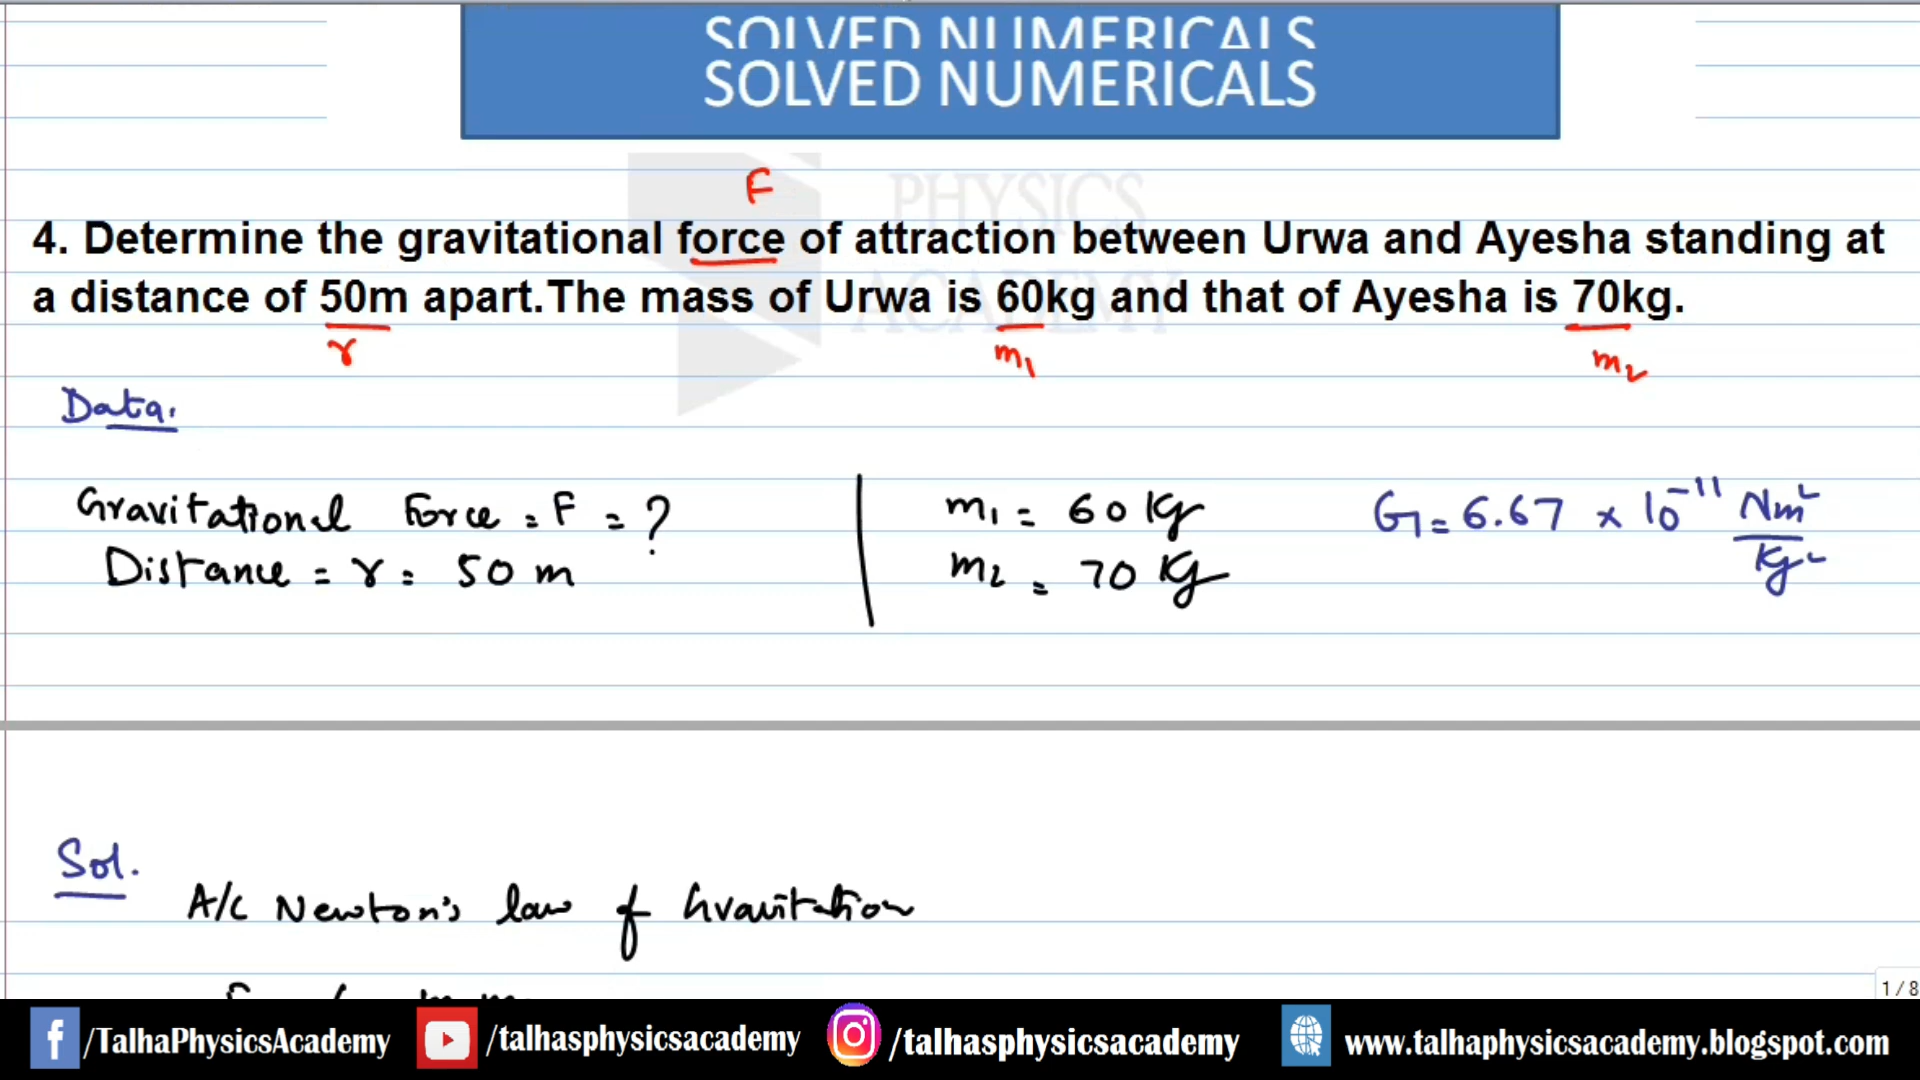 SOLVED NUMERICALS
SOLVED NUMERICALS
PHYSICS
ACADEMY
F
4. Determine the gravitational force of attraction between Urwa and Ayesha standing at
a distance of 50m apart.The mass of Urwa is 60kg and that of Ayesha is 70kg.
r m₁ m₂
Data.
Gravitational Force = F = ?
Distance = r = 50 m
m₁ = 60 Kg
m₂ = 70 Kg
G = 6.67 × 10⁻¹¹ Nm²/Kg²
Sol.
A/C Newton's law of Gravitation
1 / 8
/TalhaPhysicsAcademy /talhasphysicsacademy /talhasphysicsacademy www.talhaphysicsacademy.blogspot.com